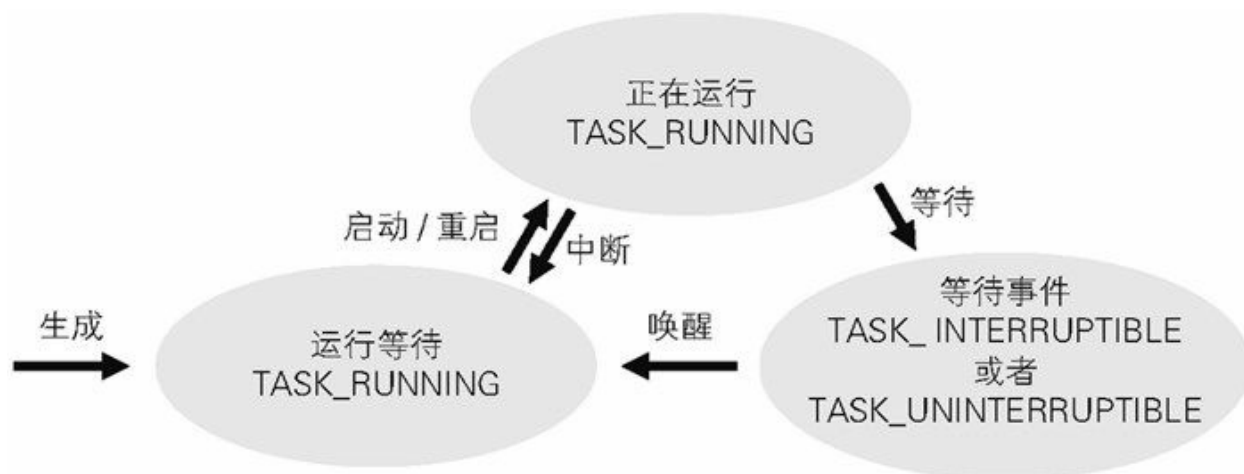 正在运行
TASK_RUNNING
等待
启动 / 重启
中断
等待事件
TASK_ INTERRUPTIBLE
或者
TASK_UNINTERRUPTIBLE
生成
唤醒
运行等待
TASK_RUNNING